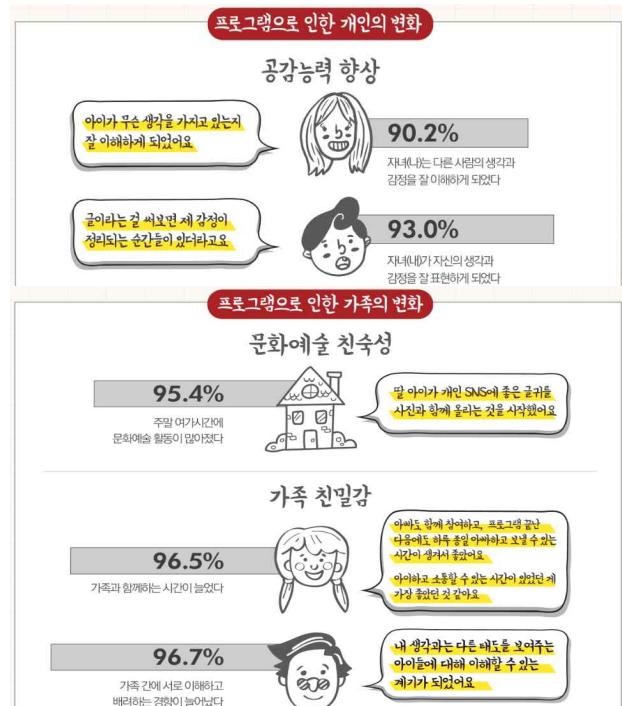 프로그램으로 인한 개인의 변화
공감능력 향상
아이가 무슨 생각을 가지고 있는지
잘 이해하게 되었어요
90.2%
자녀(나)는 다른 사람의 생각과
감정을 잘 이해하게 되었다
글이라는 걸 써보면 제 감정이
정리되는 순간들이 있더라고요
93.0%
자녀(내)가 자신의 생각과
감정을 잘 표현하게 되었다
프로그램으로 인한 가족의 변화
문화예술 친숙성
95.4%
주말 여가시간에
문화예술 활동이 많아졌다
딸 아이가 개인 SNS에 좋은 글귀를
사진과 함께 올리는 것을 시작했어요
가족 친밀감
96.5%
가족과 함께하는 시간이 늘었다
아빠도 함께 참여하고, 프로그램 끝난
다음에도 하루 종일 아빠하고 보낼 수 있는
시간이 생겨서 좋았어요
아이하고 소통할 수 있는 시간이 있었던 게
가장 좋았던 것 같아요
96.7%
가족 간에 서로 이해하고
배려하는 경향이 늘어났다
내 생각과는 다른 태도를 보여주는
아이들에 대해 이해할 수 있는
계기가 되었어요